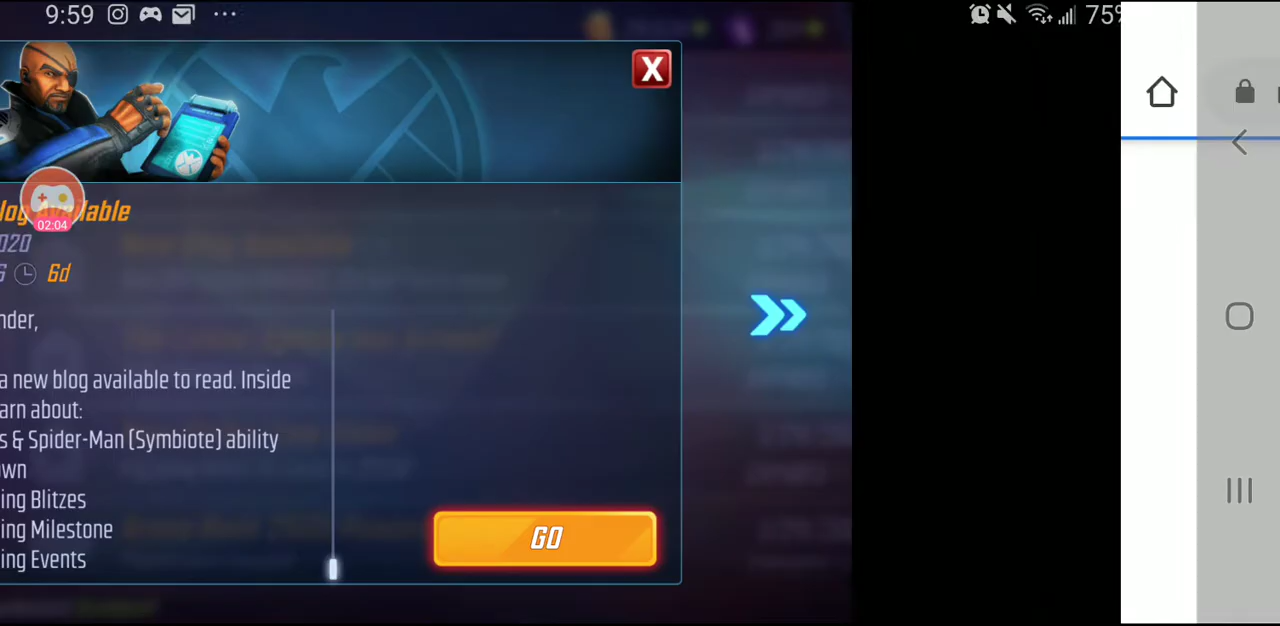 9:59
75%
X
log Available
02:04
020
6d
nder,
a new blog available to read. Inside
arn about:
s & Spider-Man (Symbiote) ability
own
ing Blitzes
ing Milestone
ing Events
GO